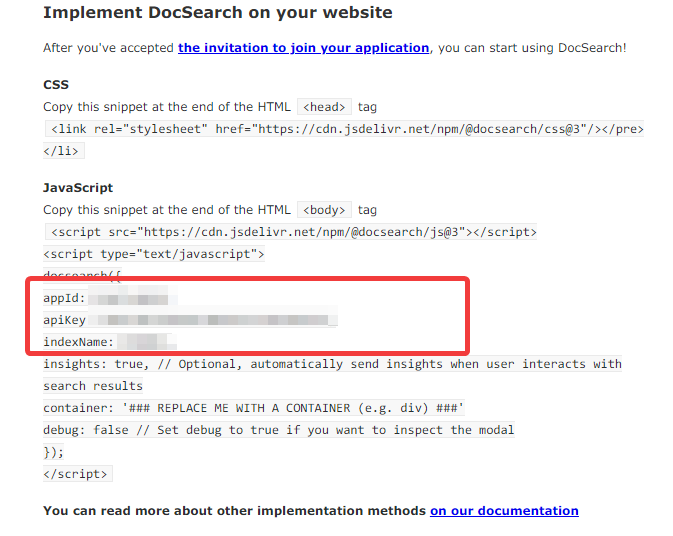 Implement DocSearch on your website
After you've accepted the invitation to join your application, you can start using DocSearch!
CSS
Copy this snippet at the end of the HTML <head> tag
<link rel="stylesheet" href="https://cdn.jsdelivr.net/npm/@docsearch/css@3"/></pre>
</li>
JavaScript
Copy this snippet at the end of the HTML <body> tag
<script src="https://cdn.jsdelivr.net/npm/@docsearch/js@3"></script>
<script type="text/javascript">
docsearch({
appId:
apiKey
indexName:
insights: true, // Optional, automatically send insights when user interacts with
search results
container: '### REPLACE ME WITH A CONTAINER (e.g. div) ###'
debug: false // Set debug to true if you want to inspect the modal
});
</script>
You can read more about other implementation methods on our documentation